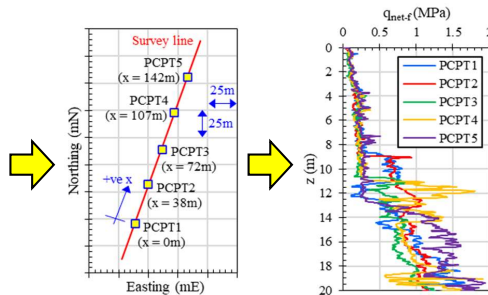 Survey line
PCPT5
(x = 142m)
PCPT4
(x = 107m)
25m
25m
PCPT3
(x = 72m)
+ve x
PCPT2
(x = 38m)
PCPT1
(x = 0m)
Northing (mN)
Easting (mE)
qnet-f (MPa)
0 0.5 1 1.5 2
z (m)
0
2
4
6
8
10
12
14
16
18
20
PCPT1
PCPT2
PCPT3
PCPT4
PCPT5